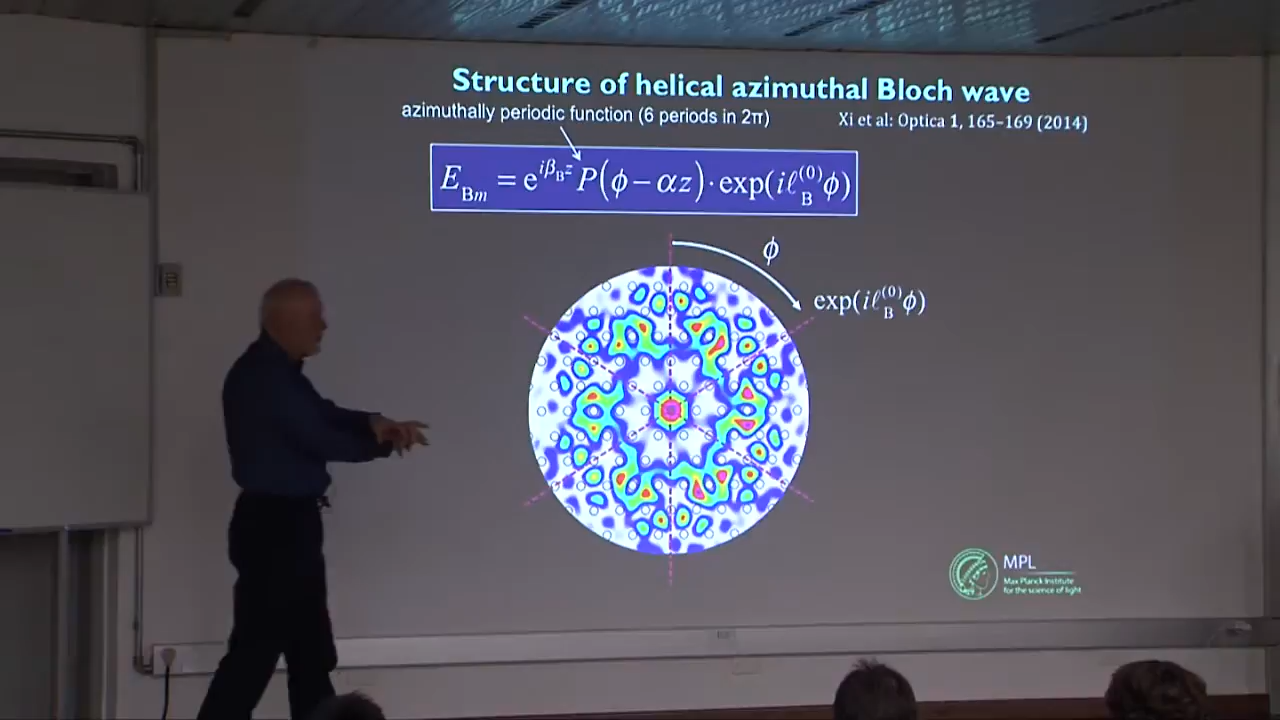 Structure of helical azimuthal Bloch wave
azimuthally periodic function (6 periods in 2π)
Xi et al: Optica 1, 165–169 (2014)
E_{Bm} = e^{iβ_B z} P(ϕ − αz) · exp(iℓ_B^{(0)} ϕ)
ϕ
exp(iℓ_B^{(0)} ϕ)
MPL
Max Planck Institute
for the science of light